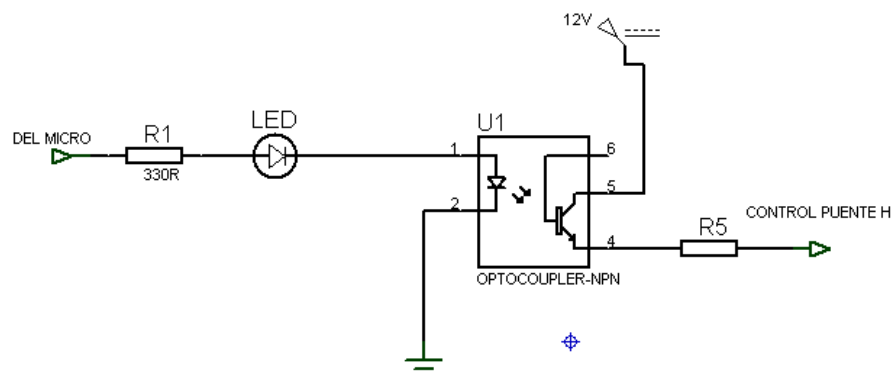 12V
DEL MICRO
R1
330R
LED
U1
1
2
6
5
4
OPTOCOUPLER-NPN
R5
CONTROL PUENTE H